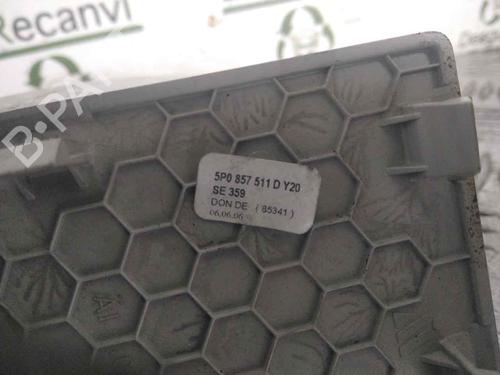 Recanvi
B-PA
5P0 857 511 D Y20
SE 359
DON DE ( 85341 )
06.06.06